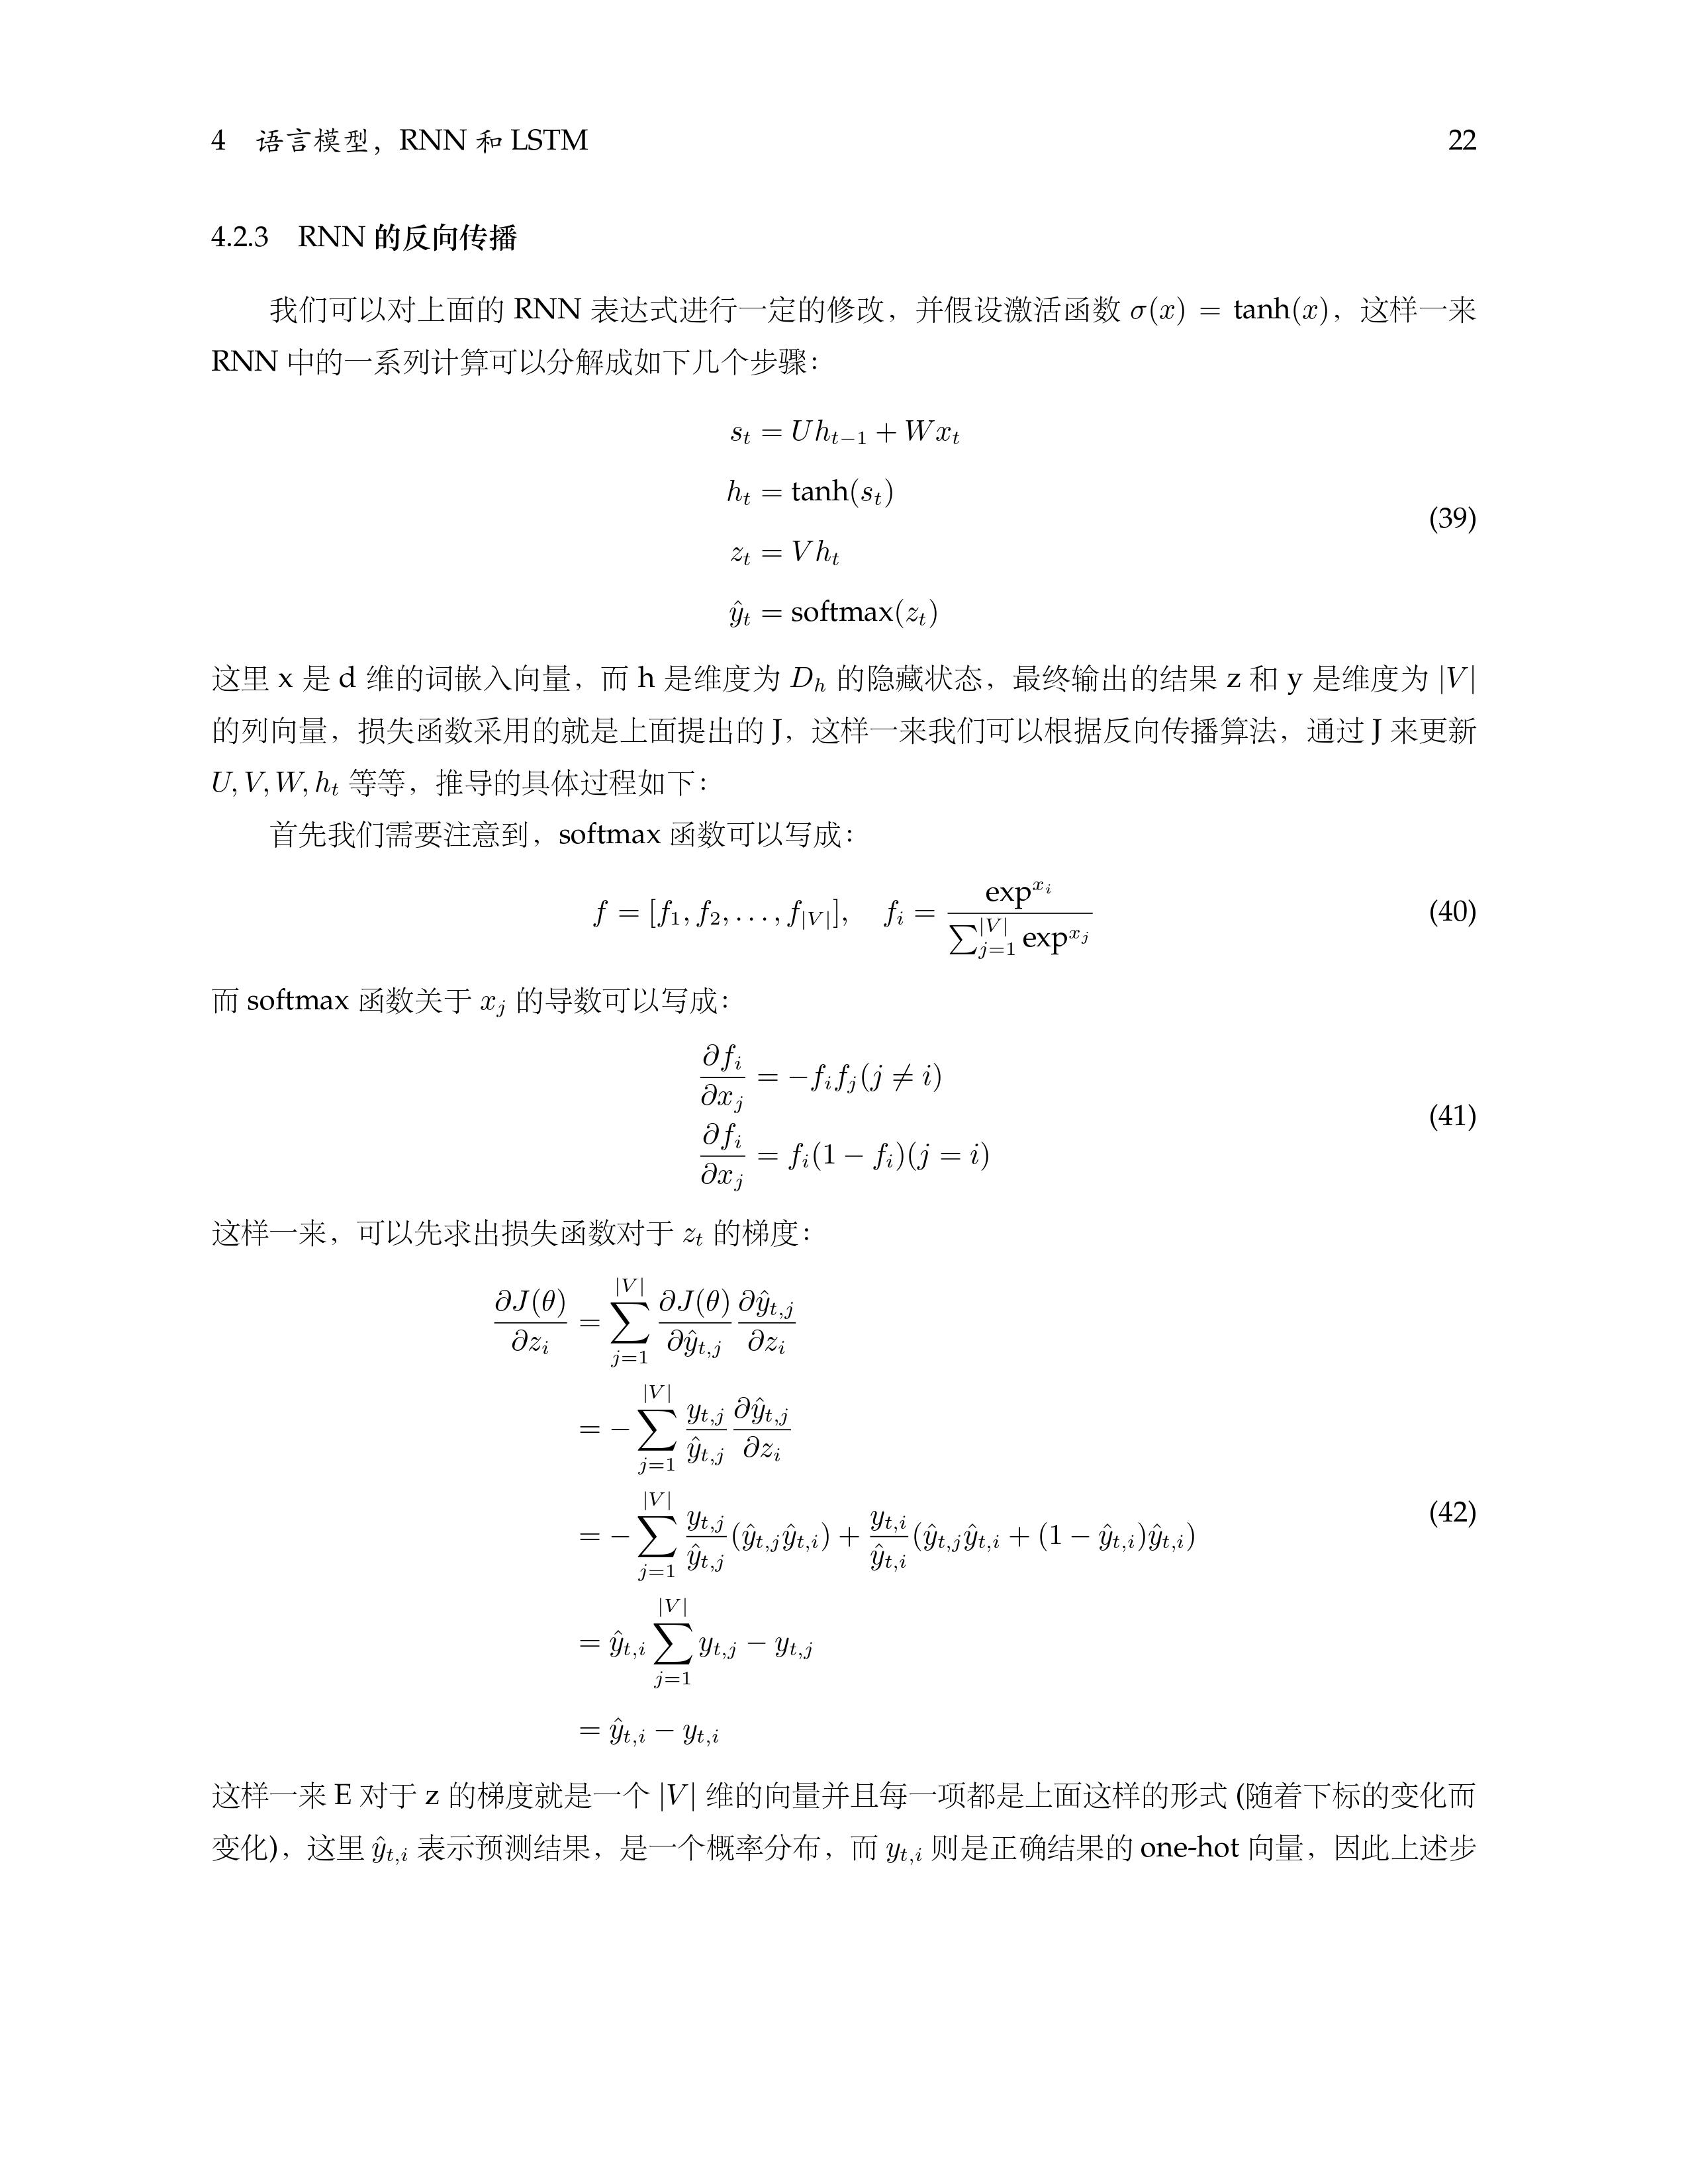 4 语言模型，RNN 和 LSTM 22
4.2.3 RNN 的反向传播
我们可以对上面的 RNN 表达式进行一定的修改，并假设激活函数 $\sigma(x) = \tanh(x)$，这样一来
RNN 中的一系列计算可以分解成如下几个步骤：
$s_t = Uh_{t-1} + Wx_t$
$h_t = \tanh(s_t)$
(39)
$z_t = Vh_t$
$\hat{y}_t = \text{softmax}(z_t)$
这里 x 是 d 维的词嵌入向量，而 h 是维度为 $D_h$ 的隐藏状态，最终输出的结果 z 和 y 是维度为 $|V|$
的列向量，损失函数采用的就是上面提出的 J，这样一来我们可以根据反向传播算法，通过 J 来更新
$U, V, W, h_t$ 等等，推导的具体过程如下：
首先我们需要注意到，softmax 函数可以写成：
$f = [f_1, f_2, \ldots, f_{|V|}], \quad f_i = \frac{\exp^{x_i}}{\sum_{j=1}^{|V|} \exp^{x_j}}$ (40)
而 softmax 函数关于 $x_j$ 的导数可以写成：
$\frac{\partial f_i}{\partial x_j} = -f_i f_j (j \neq i)$
(41)
$\frac{\partial f_i}{\partial x_j} = f_i(1 - f_i)(j = i)$
这样一来，可以先求出损失函数对于 $z_t$ 的梯度：
$\frac{\partial J(\theta)}{\partial z_i} = \sum_{j=1}^{|V|} \frac{\partial J(\theta)}{\partial \hat{y}_{t,j}} \frac{\partial \hat{y}_{t,j}}{\partial z_i}$
$= -\sum_{j=1}^{|V|} \frac{y_{t,j}}{\hat{y}_{t,j}} \frac{\partial \hat{y}_{t,j}}{\partial z_i}$
$= -\sum_{j=1}^{|V|} \frac{y_{t,j}}{\hat{y}_{t,j}} (\hat{y}_{t,j}\hat{y}_{t,i}) + \frac{y_{t,i}}{\hat{y}_{t,i}} (\hat{y}_{t,j}\hat{y}_{t,i} + (1 - \hat{y}_{t,i})\hat{y}_{t,i})$ (42)
$= \hat{y}_{t,i} \sum_{j=1}^{|V|} y_{t,j} - y_{t,j}$
$= \hat{y}_{t,i} - y_{t,i}$
这样一来 E 对于 z 的梯度就是一个 $|V|$ 维的向量并且每一项都是上面这样的形式 (随着下标的变化而
变化)，这里 $\hat{y}_{t,i}$ 表示预测结果，是一个概率分布，而 $y_{t,i}$ 则是正确结果的 one-hot 向量，因此上述步